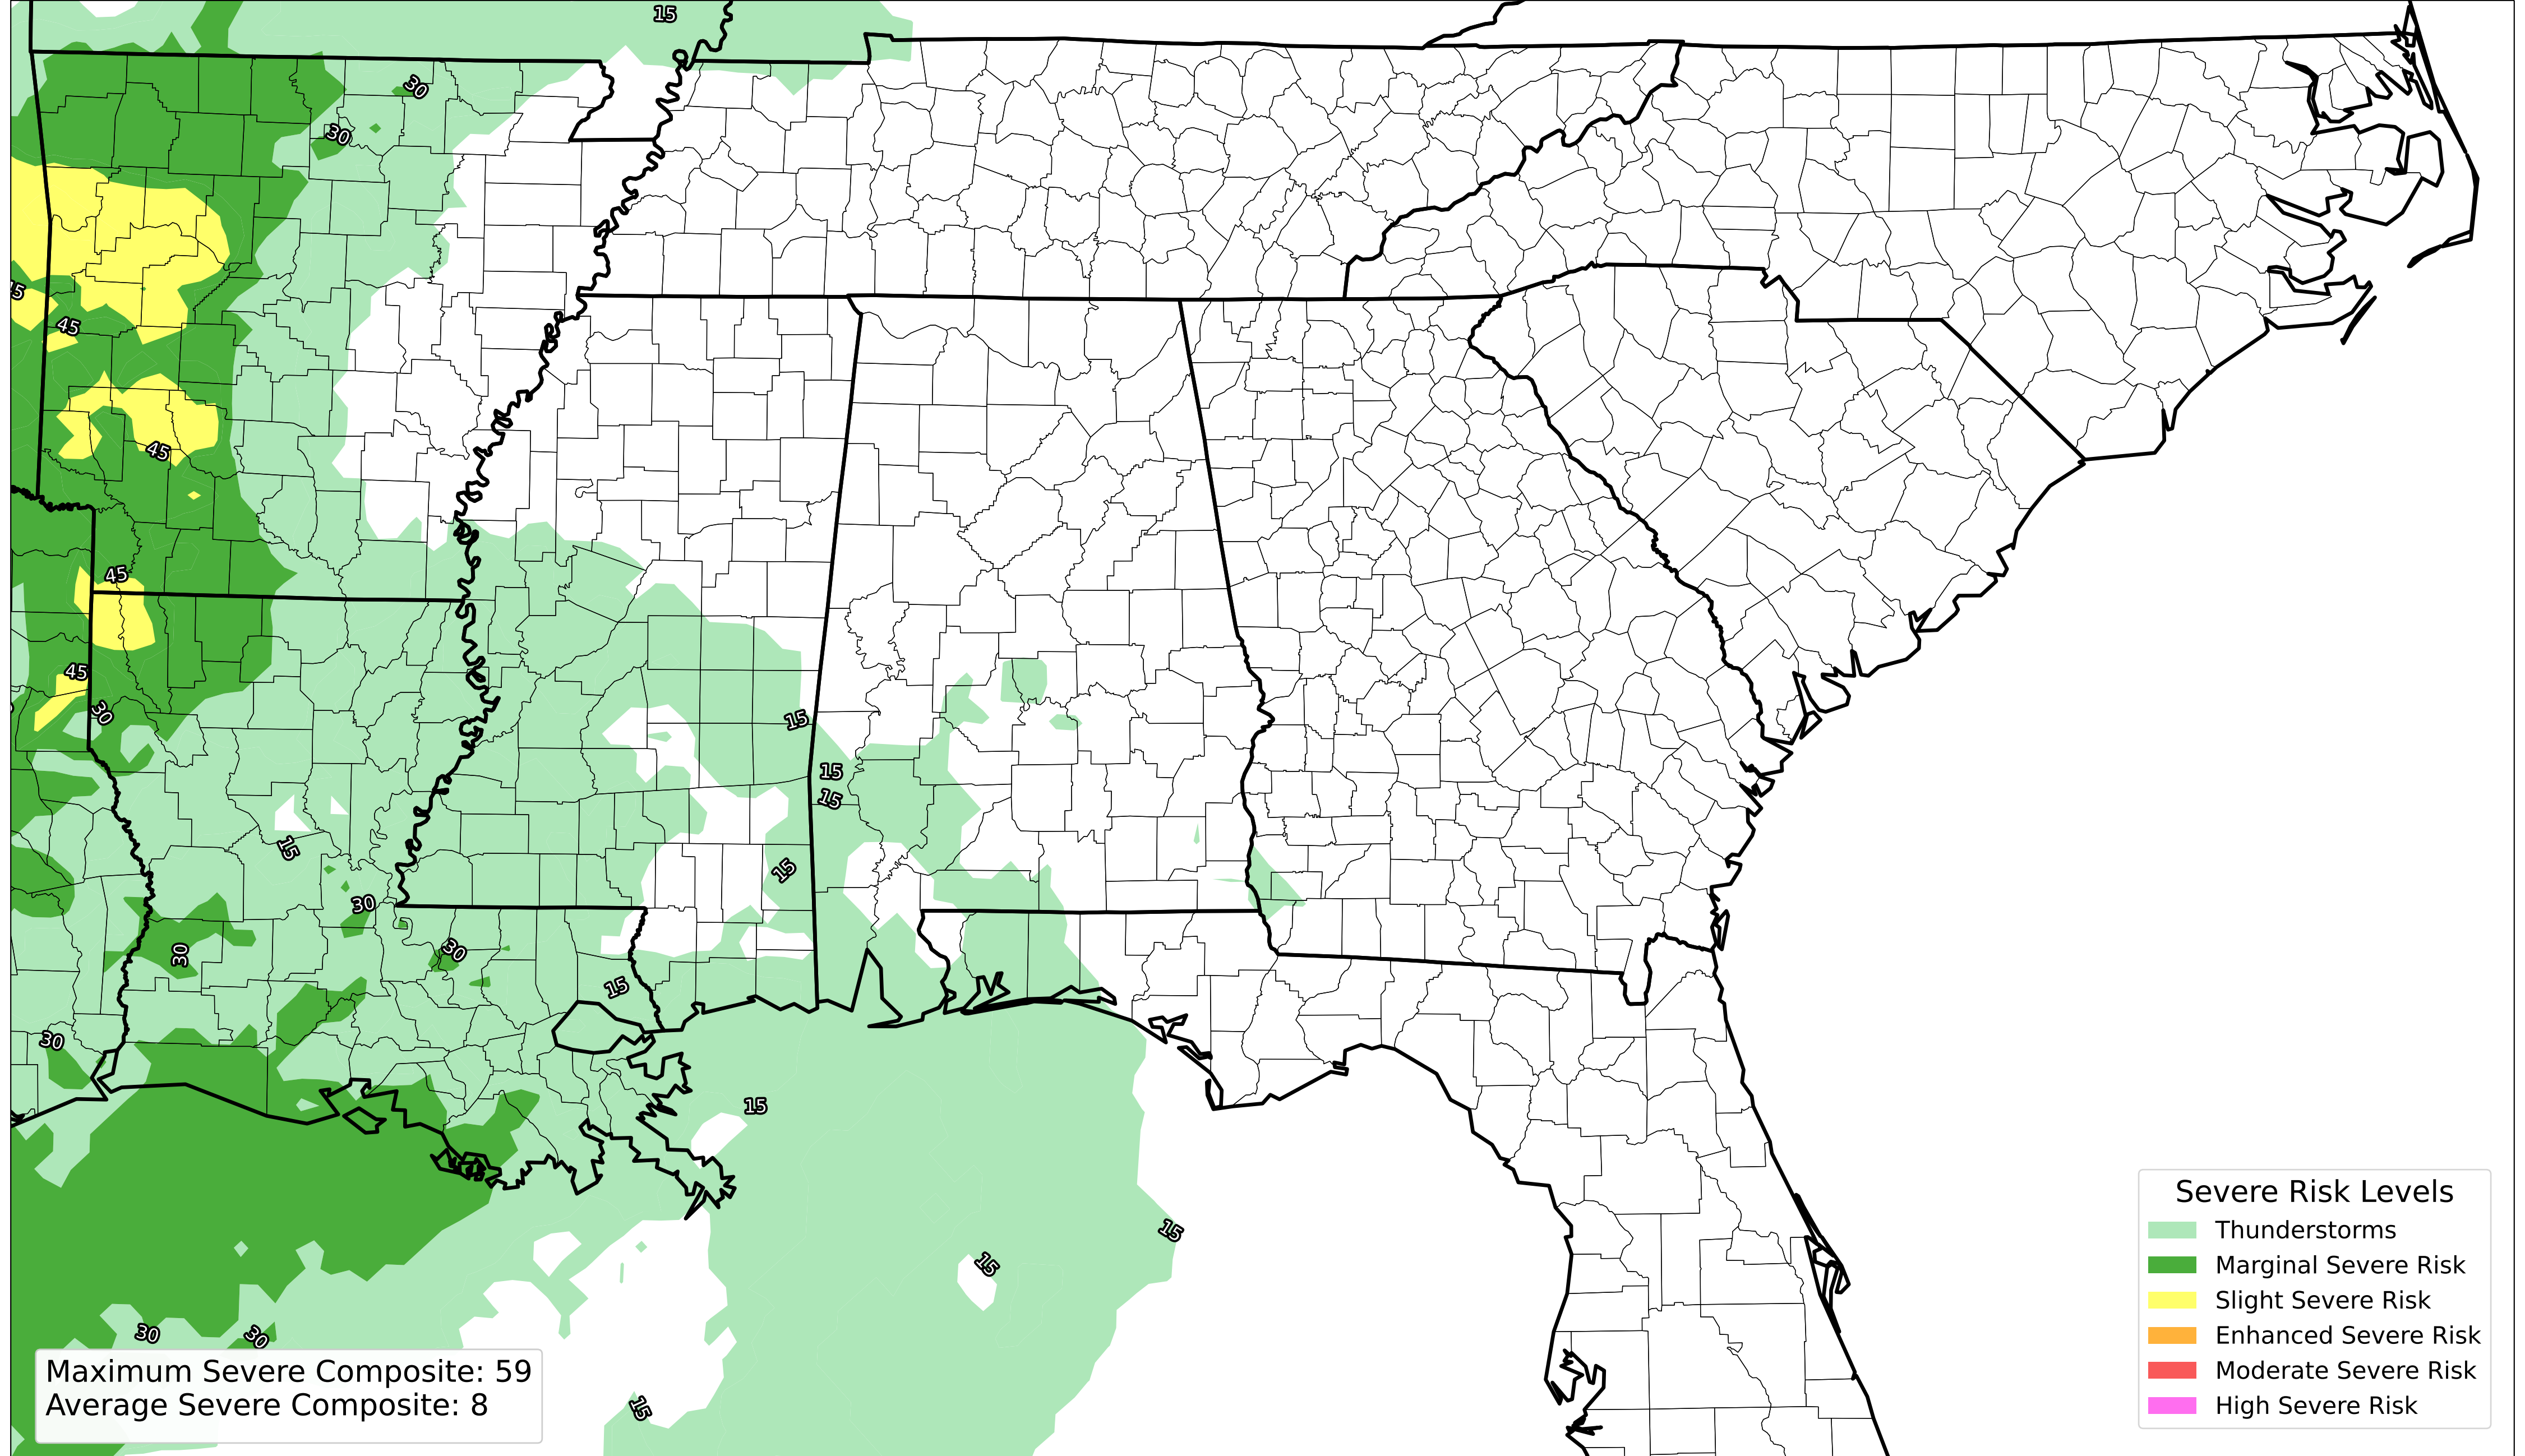 15
30
30
45
45
45
45
45
30
15
15
15
15
15
30
30
30
15
30
15
15
15
30
30
15
Severe Risk Levels
Thunderstorms
Marginal Severe Risk
Slight Severe Risk
Enhanced Severe Risk
Moderate Severe Risk
High Severe Risk
Maximum Severe Composite: 59
Average Severe Composite: 8